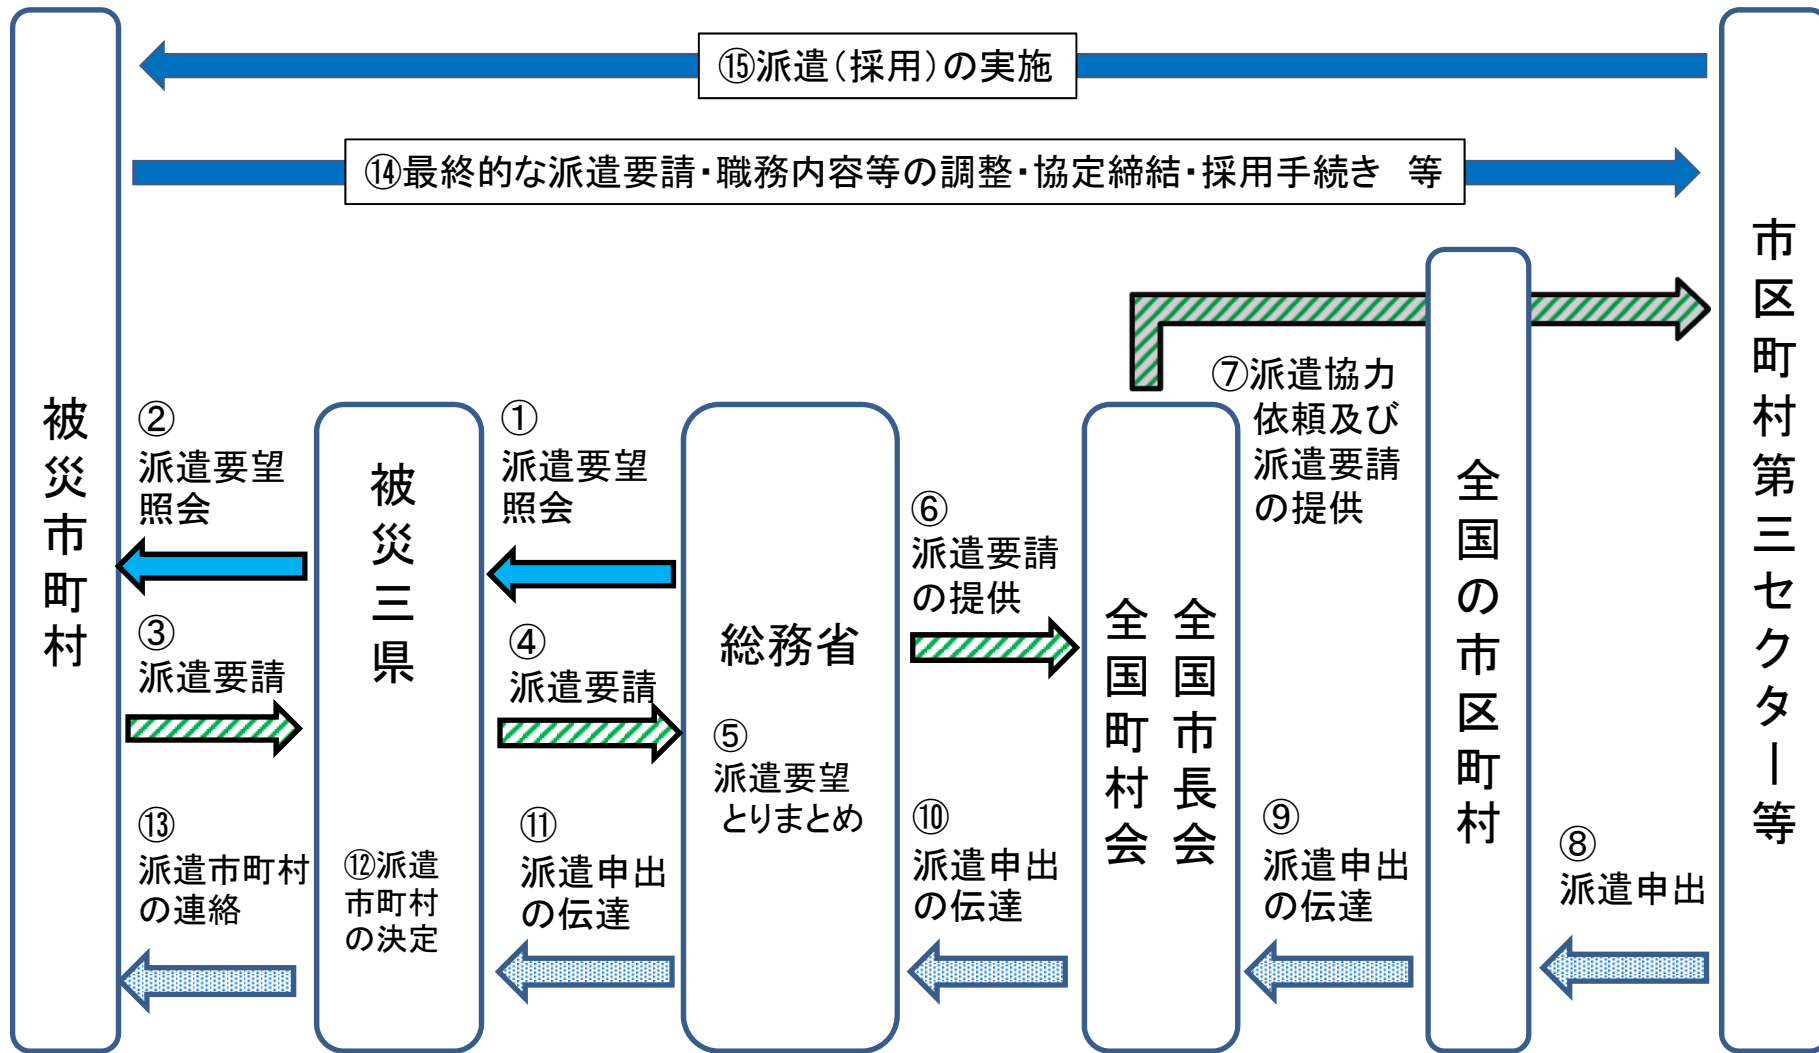 ⑮派遣(採用)の実施
⑭最終的な派遣要請・職務内容等の調整・協定締結・採用手続き　等
被災市町村
②
派遣要望
照会
③
派遣要請
⑬
派遣市町村
の連絡
被災三県
⑫派遣
市町村
の決定
①
派遣要望
照会
④
派遣要請
⑪
派遣申出
の伝達
総務省
⑤
派遣要望
とりまとめ
⑥
派遣要請
の提供
⑩
派遣申出
の伝達
全国市長会
全国町村会
⑦派遣協力
依頼及び
派遣要請
の提供
⑨
派遣申出
の伝達
全国の市区町村
⑧
派遣申出
市区町村第三セクター等